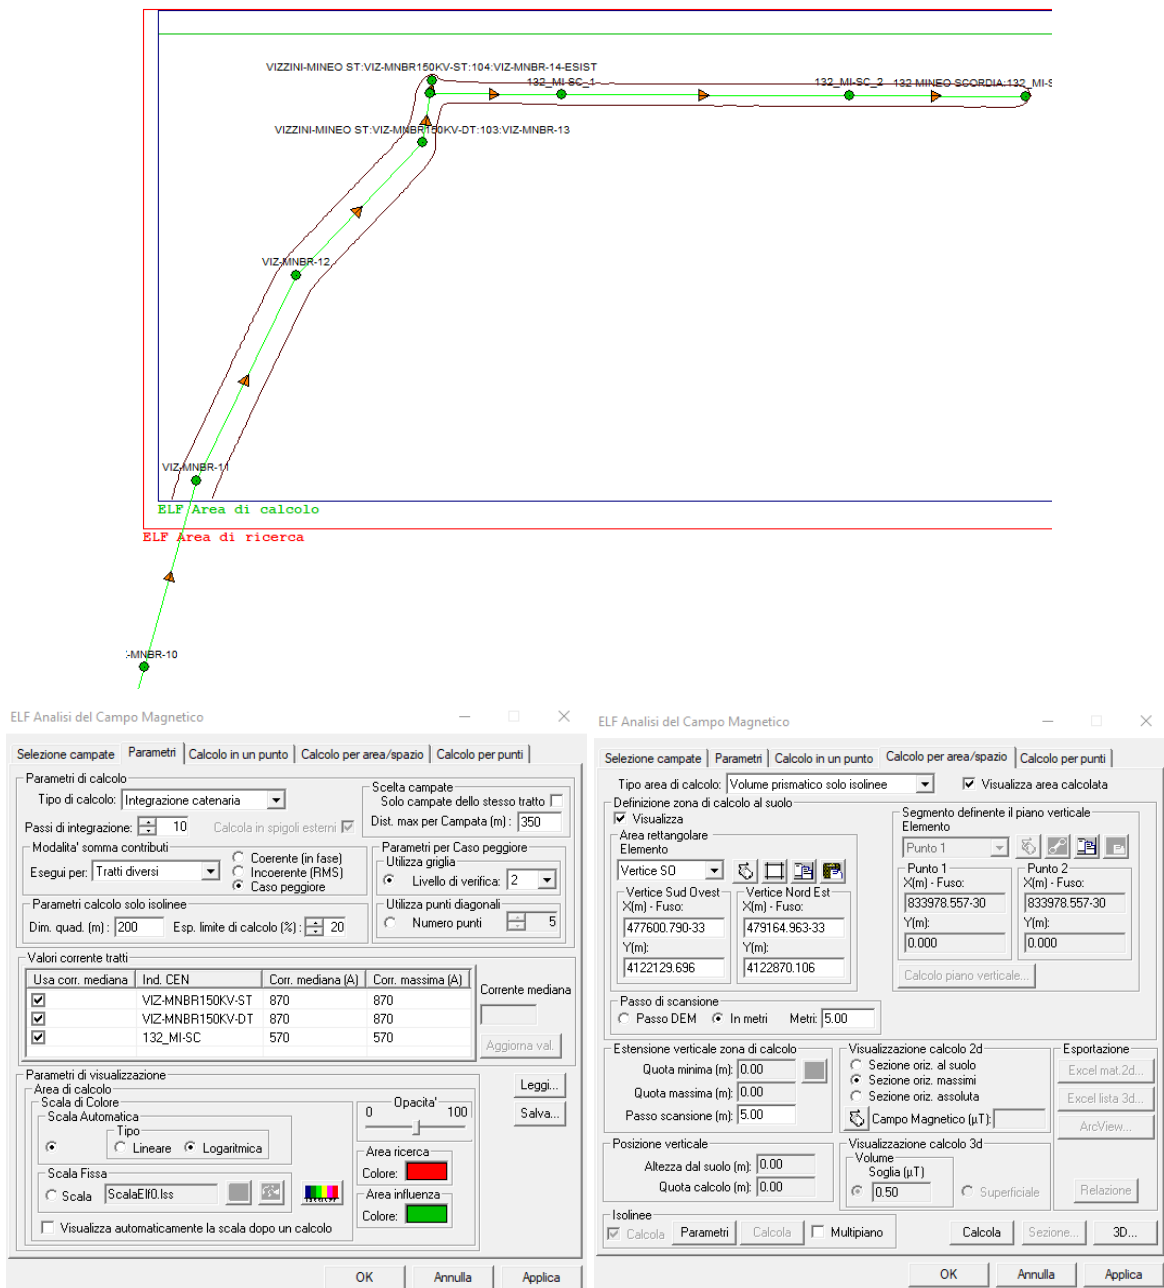 VIZZINI-MINEO ST:VIZ-MNBR150KV-ST:104:VIZ-MNBR-14-ESIST
132_MI-SC_1
132_MI-SC_2
132 MINEO SCORDIA:132_MI-S
VIZZINI-MINEO ST:VIZ-MNBR150KV-DT:103:VIZ-MNBR-13
VIZ-MNBR-12
VIZ-MNBR-11
ELF Area di calcolo
ELF Area di ricerca
-MNBR-10
ELF Analisi del Campo Magnetico
Selezione campate Parametri Calcolo in un punto Calcolo per area/spazio Calcolo per punti
Parametri di calcolo
Tipo di calcolo: Integrazione catenaria
Passi di integrazione: 10 Calcola in spigoli esterni
Scelta campate
Solo campate dello stesso tratto
Dist. max per Campata (m) : 350
Modalita' somma contributi
Esegui per: Tratti diversi
Coerente (in fase)
Incoerente (RMS)
Caso peggiore
Parametri per Caso peggiore
Utilizza griglia
Livello di verifica: 2
Utilizza punti diagonali
Numero punti 5
Parametri calcolo solo isolinee
Dim. quad. (m) : 200 Esp. limite di calcolo (%) : 20
Valori corrente tratti
Usa corr. mediana Ind. CEN Corr. mediana (A) Corr. massima (A)
VIZ-MNBR150KV-ST 870 870
VIZ-MNBR150KV-DT 870 870
132_MI-SC 570 570
Corrente mediana
Aggiorna val.
Parametri di visualizzazione
Area di calcolo
Scala di Colore
Scala Automatica
Tipo
Lineare Logaritmica
Scala Fissa
Scala ScalaElf0.lss
Visualizza automaticamente la scala dopo un calcolo
Opacita'
0 100
Area ricerca
Colore:
Area influenza
Colore:
Leggi...
Salva...
OK Annulla Applica
ELF Analisi del Campo Magnetico
Selezione campate Parametri Calcolo in un punto Calcolo per area/spazio Calcolo per punti
Tipo area di calcolo: Volume prismatico solo isolinee Visualizza area calcolata
Definizione zona di calcolo al suolo
Visualizza
Area rettangolare
Elemento
Vertice SO
Vertice Sud Ovest
X(m) - Fuso:
477600.790-33
Y(m):
4122129.696
Vertice Nord Est
X(m) - Fuso:
479164.963-33
Y(m):
4122870.106
Segmento definente il piano verticale
Elemento
Punto 1
Punto 1
X(m) - Fuso:
833978.557-30
Y(m):
0.000
Punto 2
X(m) - Fuso:
833978.557-30
Y(m):
0.000
Calcolo piano verticale...
Passo di scansione
Passo DEM In metri Metri: 5.00
Estensione verticale zona di calcolo
Quota minima (m): 0.00
Quota massima (m): 0.00
Passo scansione (m): 5.00
Visualizzazione calcolo 2d
Sezione oriz. al suolo
Sezione oriz. massimi
Sezione oriz. assoluta
Campo Magnetico (µT):
Esportazione
Excel mat.2d...
Excel lista 3d...
ArcView...
Relazione
Posizione verticale
Altezza dal suolo (m): 0.00
Quota calcolo (m): 0.00
Visualizzazione calcolo 3d
Volume
Soglia (µT)
0.50
Superficiale
Isolinee
Calcola Parametri Calcola Multipiano
Calcola Sezione... 3D...
OK Annulla Applica